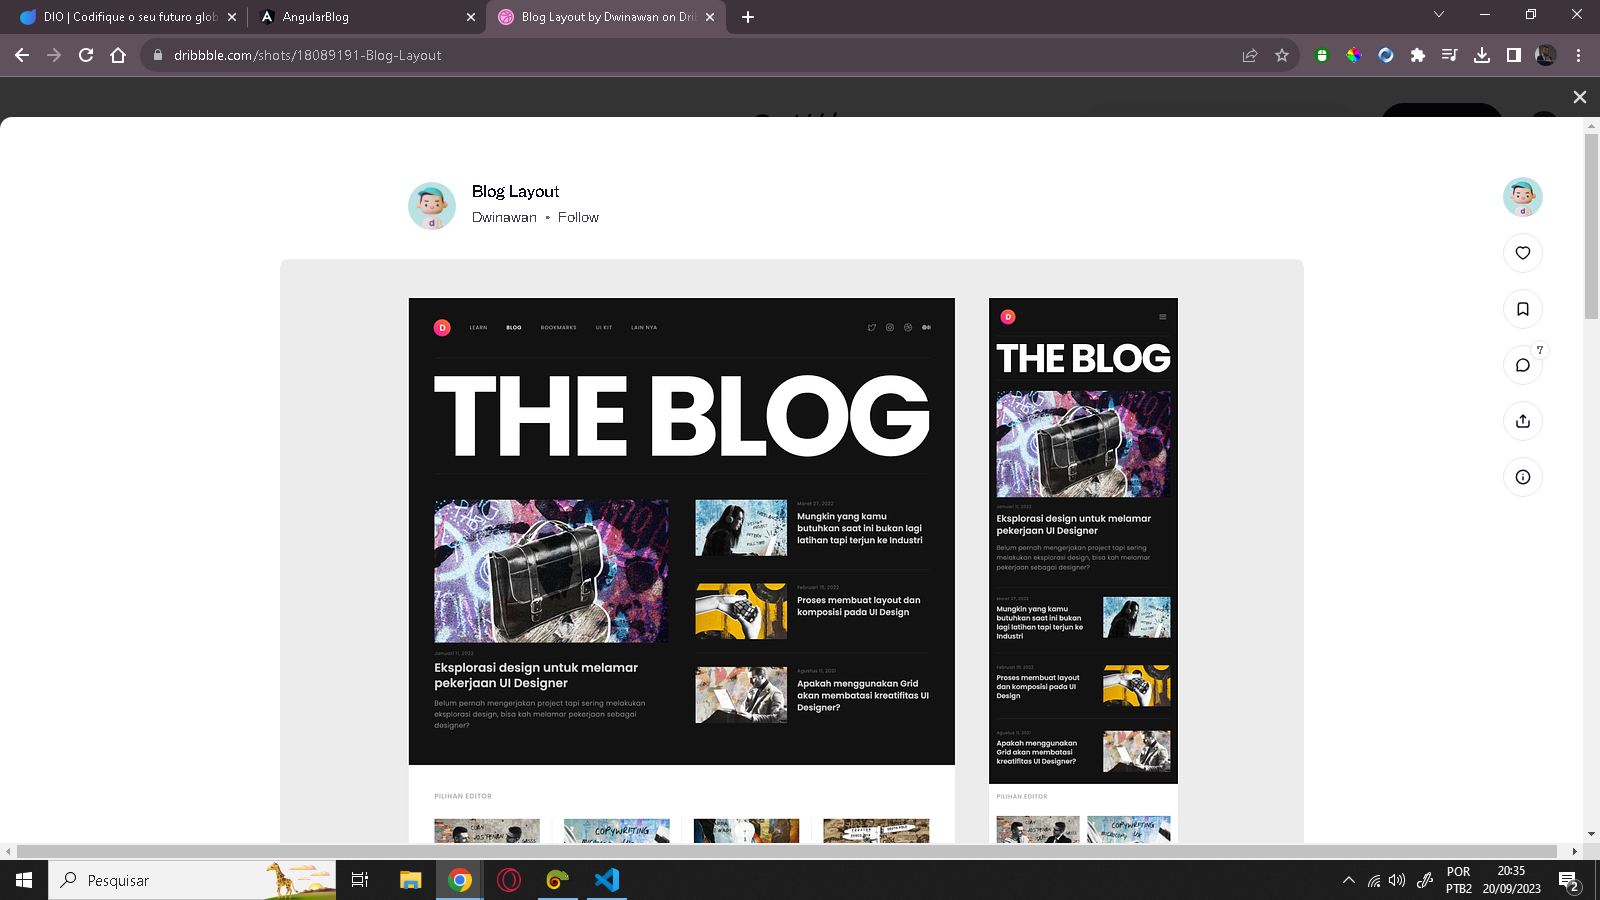 DIO | Codifique o seu futuro glob
AngularBlog
Blog Layout by Dwinawan on Dri
dribbble.com/shots/18089191-Blog-Layout
Blog Layout
Dwinawan • Follow
7
D
LEARN
BLOG
BOOKMARKS
UI KIT
LAIN NYA
THE BLOG
Januari 11, 2022
Eksplorasi design untuk melamar
pekerjaan UI Designer
Belum pernah mengerjakan project tapi sering melakukan
eksplorasi design, bisa kah melamar pekerjaan sebagai
designer?
Maret 27, 2022
Mungkin yang kamu
butuhkan saat ini bukan lagi
latihan tapi terjun ke Industri
Februari 15, 2022
Proses membuat layout dan
komposisi pada UI Design
Agustus 11, 2021
Apakah menggunakan Grid
akan membatasi kreatifitas UI
Designer?
PILIHAN EDITOR
COPYWRITING
D
THE BLOG
Januari 11, 2022
Eksplorasi design untuk melamar
pekerjaan UI Designer
Belum pernah mengerjakan project tapi sering
melakukan eksplorasi design, bisa kah melamar
pekerjaan sebagai designer?
Maret 27, 2022
Mungkin yang kamu
butuhkan saat ini bukan
lagi latihan tapi terjun ke
Industri
Februari 15, 2022
Proses membuat layout
dan komposisi pada UI
Design
Agustus 11, 2021
Apakah menggunakan
Grid akan membatasi
kreatifitas UI Designer?
PILIHAN EDITOR
COPYWRITING
Pesquisar
POR
PTB2
20:35
20/09/2023
2